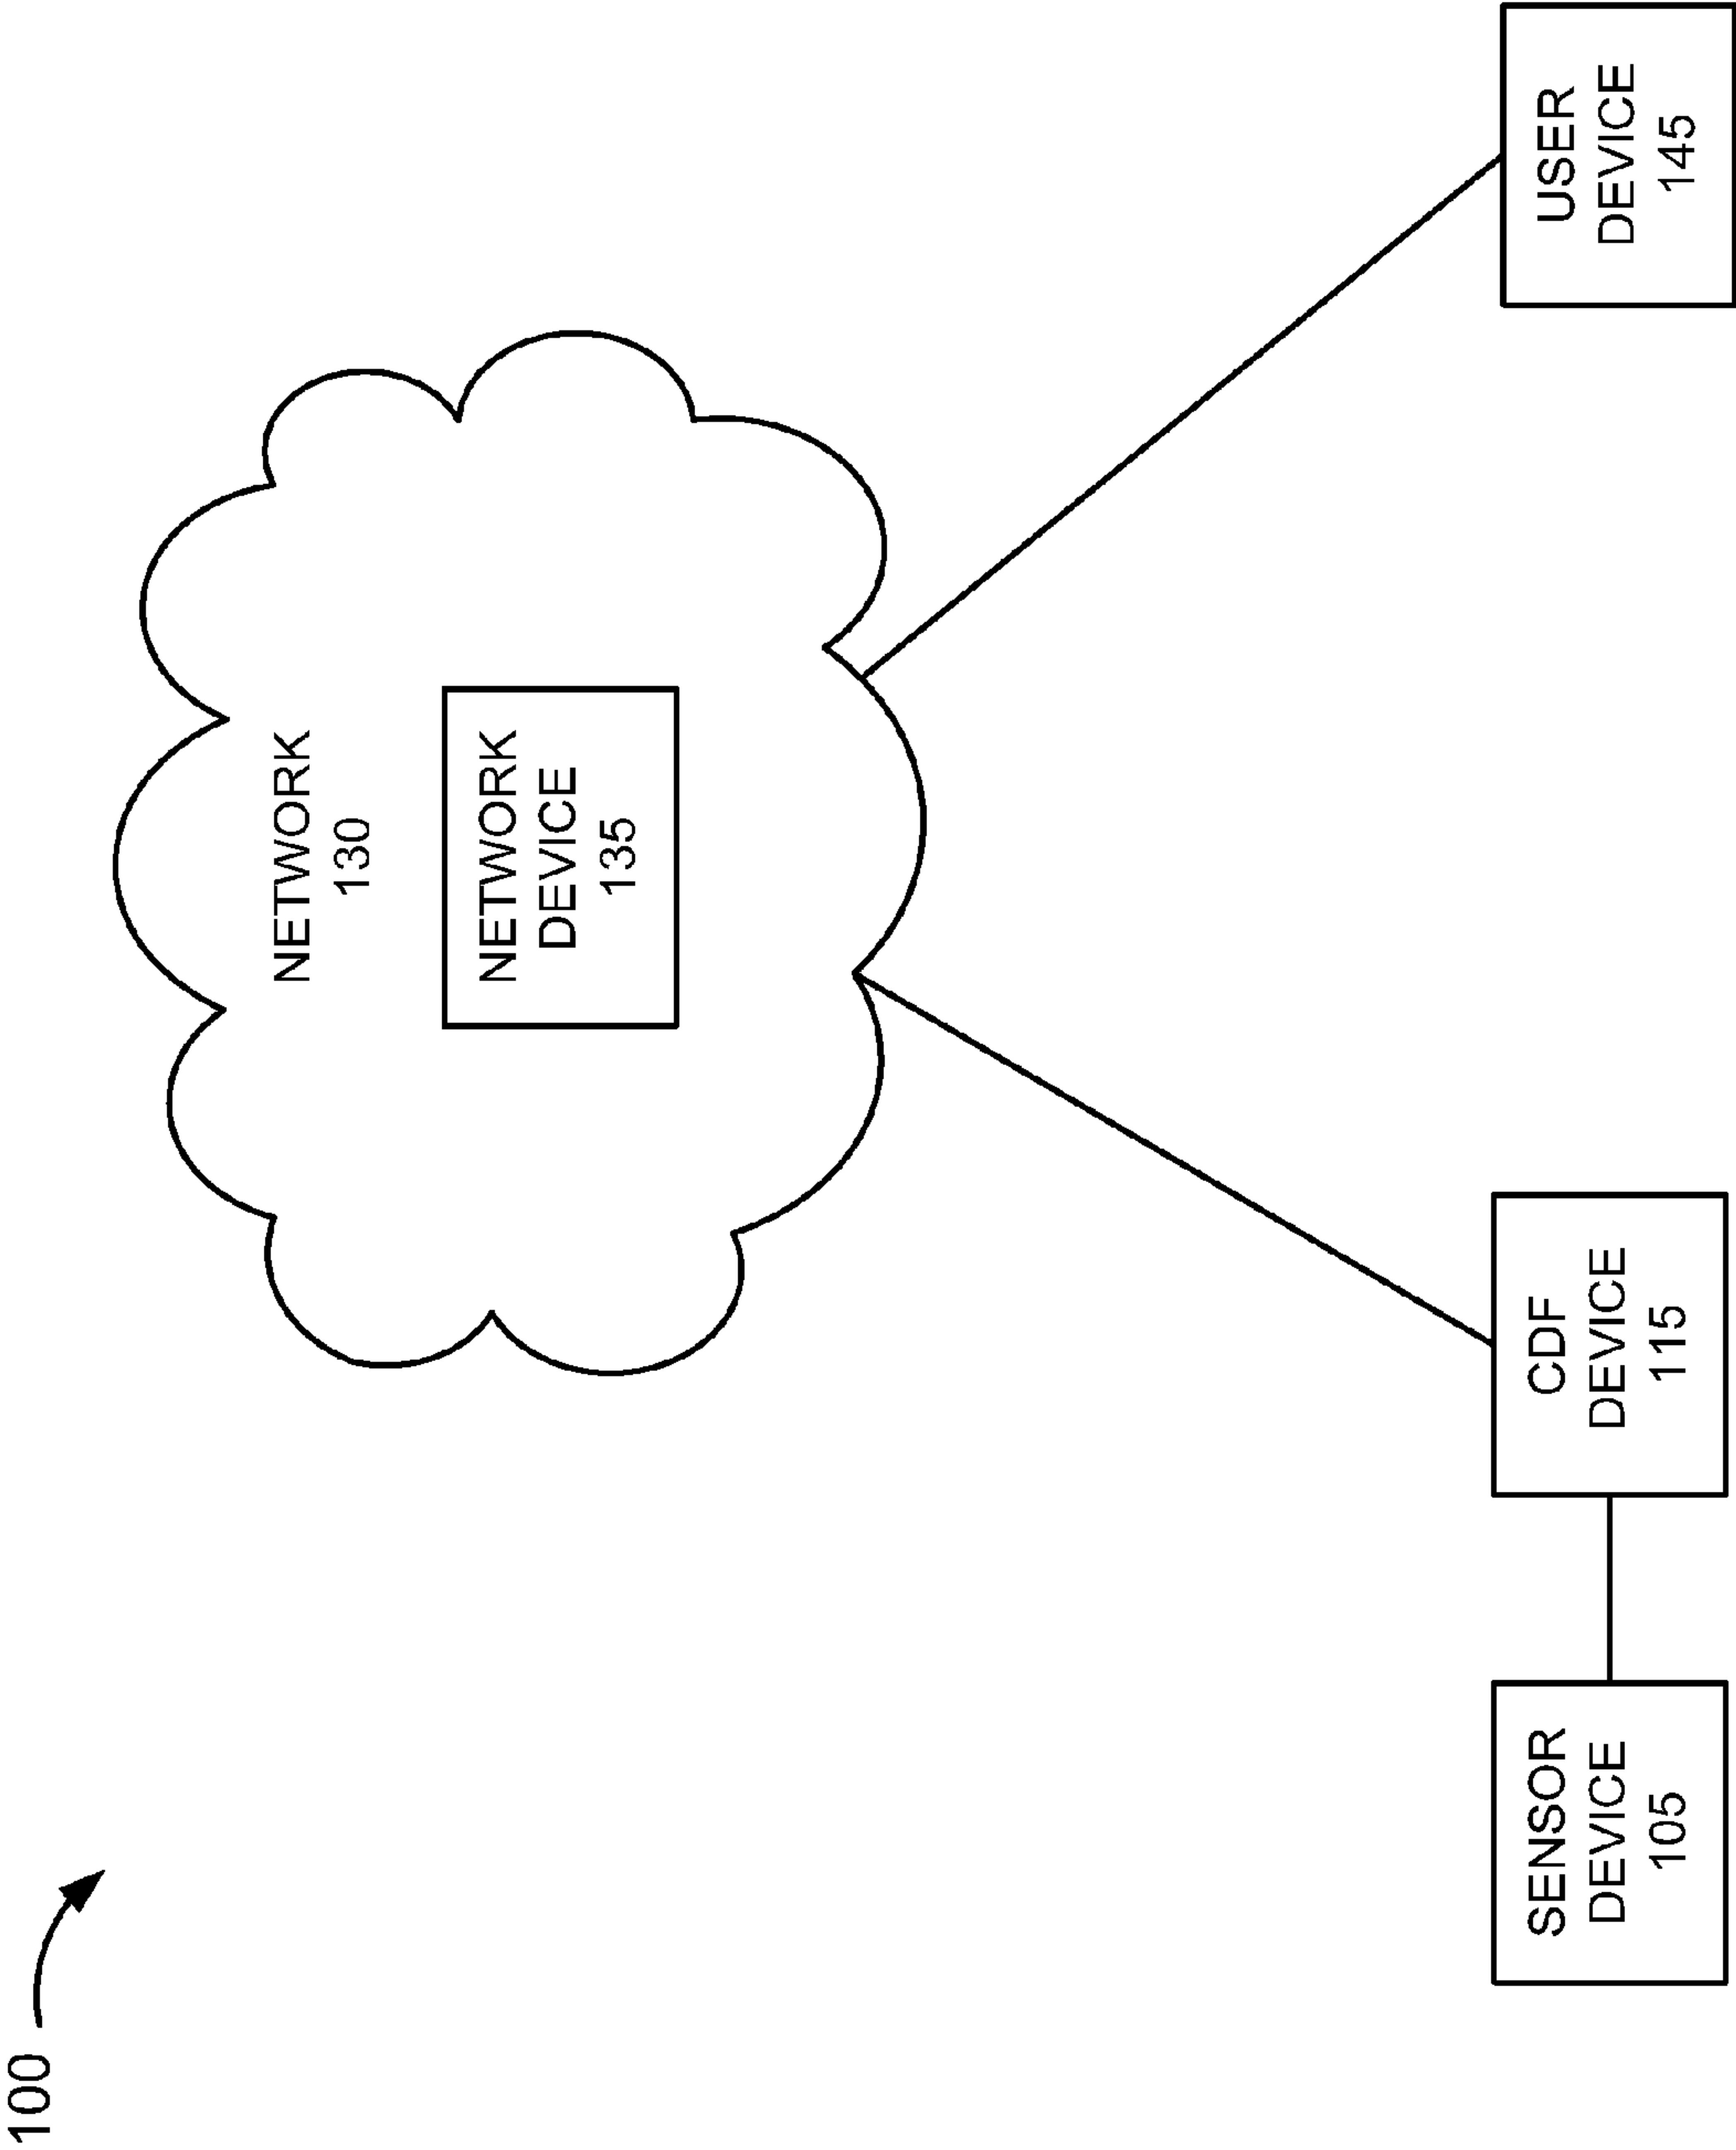 100
NETWORK
130
NETWORK
DEVICE
135
SENSOR
DEVICE
105
CDF
DEVICE
115
USER
DEVICE
145